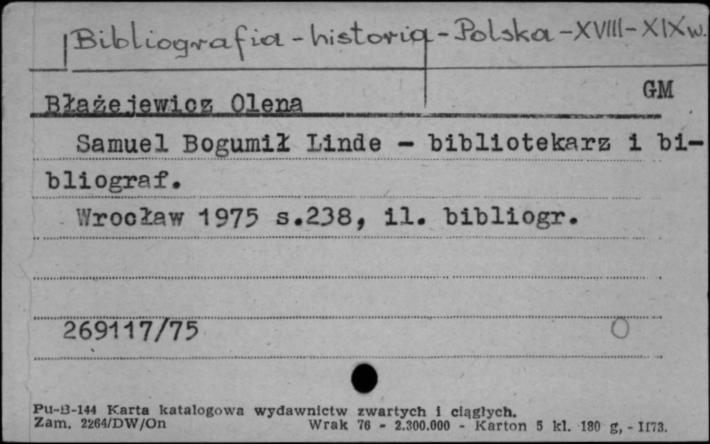 Bibliografia - historia - Polska - XVIII - XIX w.
GM
Błażejewicz Olena
Samuel Bogumił Linde - bibliotekarz i bi-
bliograf.
Wrocław 1975 s.238, il. bibliogr.
269117/75
Pu-B-144 Karta katalogowa wydawnictw zwartych i ciągłych.
Zam. 2264/DW/On Wrak 76 - 2.300.000 - Karton 5 kl. 180 g, - II73.